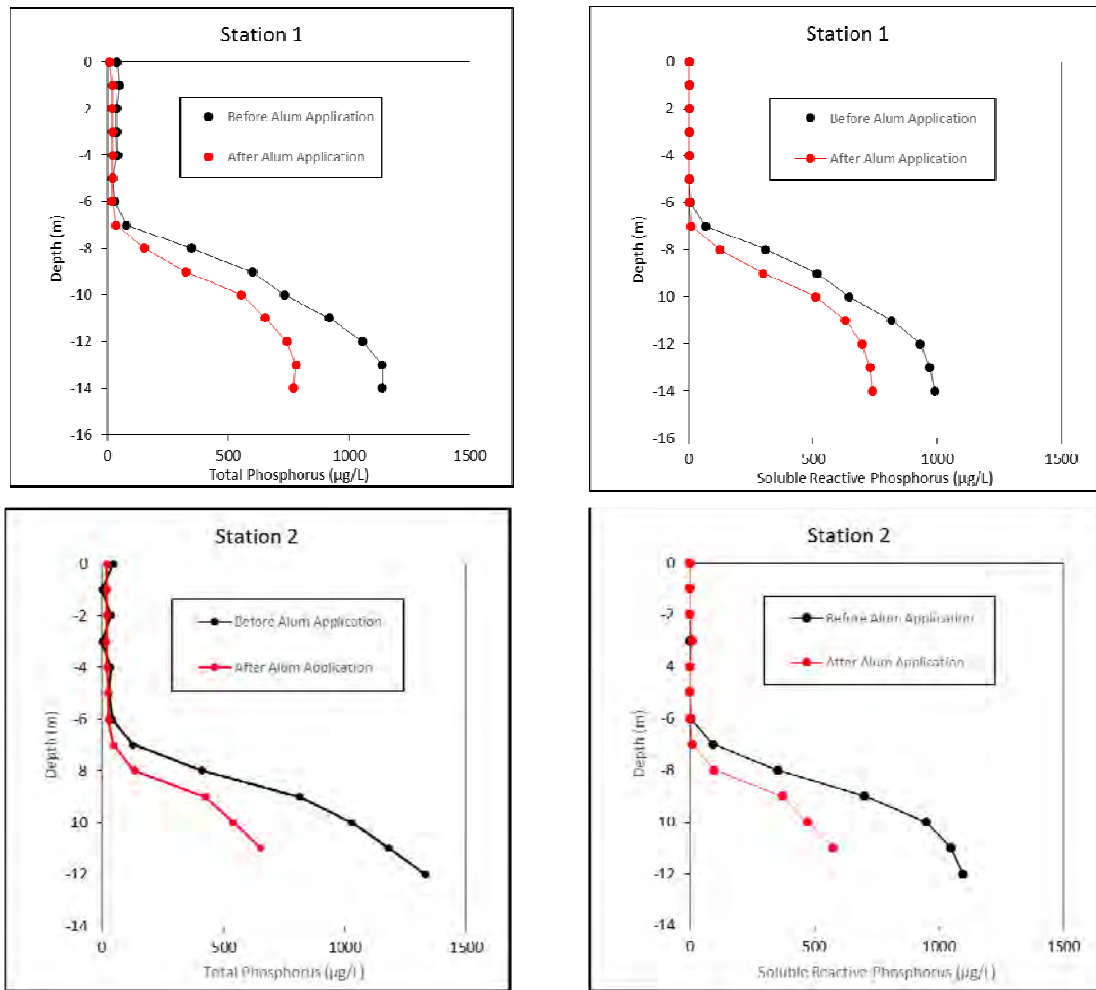 Station 1
0
-2
-4
-6
-8
-10
-12
-14
-16
Depth (m)
Before Alum Application
After Alum Application
0 500 1000 1500
Total Phosphorus (µg/L)
Station 1
0
2
4
-6
-8
10
-12
14
16
Depth (m)
Before Alum Application
After Alum Application
0 500 1000 1500
Soluble Reactive Phosphorus (µg/L)
Station 2
0
-2
-4
-6
8
10
-12
-14
Depth (m)
Before Alum Application
After Alum Application
0 500 1000 1500
Total Phosphorus (µg/L)
Station 2
0
-2
4
-6
-8
10
-12
-14
Depth (m)
Before Alum Application
After Alum Application
0 500 1000 1500
Soluble Reactive Phosphorus (µg/L)